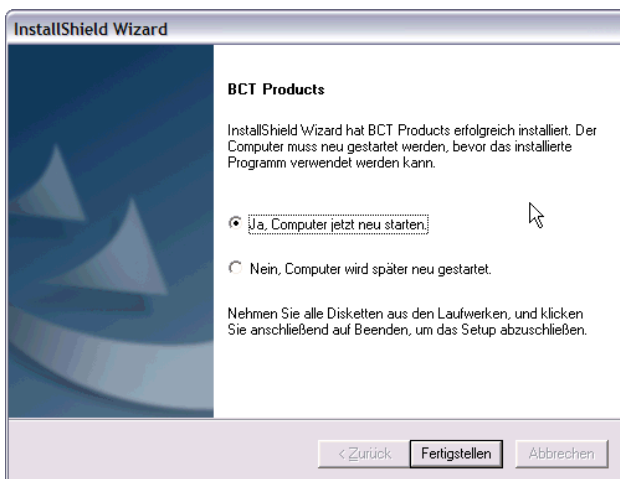 InstallShield Wizard
BCT Products
InstallShield Wizard hat BCT Products erfolgreich installiert. Der
Computer muss neu gestartet werden, bevor das installierte
Programm verwendet werden kann.
Ja, Computer jetzt neu starten.
Nein, Computer wird später neu gestartet.
Nehmen Sie alle Disketten aus den Laufwerken, und klicken
Sie anschließend auf Beenden, um das Setup abzuschließen.
< Zurück Fertigstellen Abbrechen